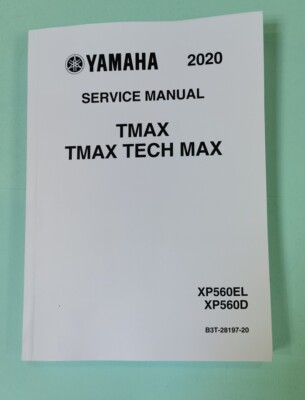 YAMAHA 2020
SERVICE MANUAL
TMAX
TMAX TECH MAX
XP560EL
XP560D
B3T-28197-20